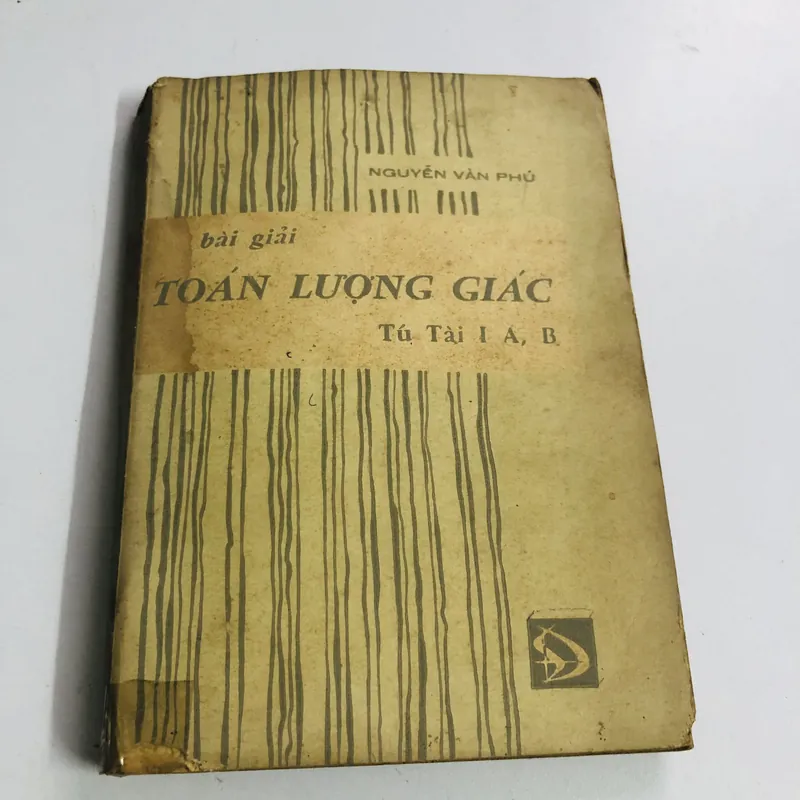 NGUYỄN VĂN PHÚ
bài giải
TOÁN LƯỢNG GIÁC
Tú Tài I A, B